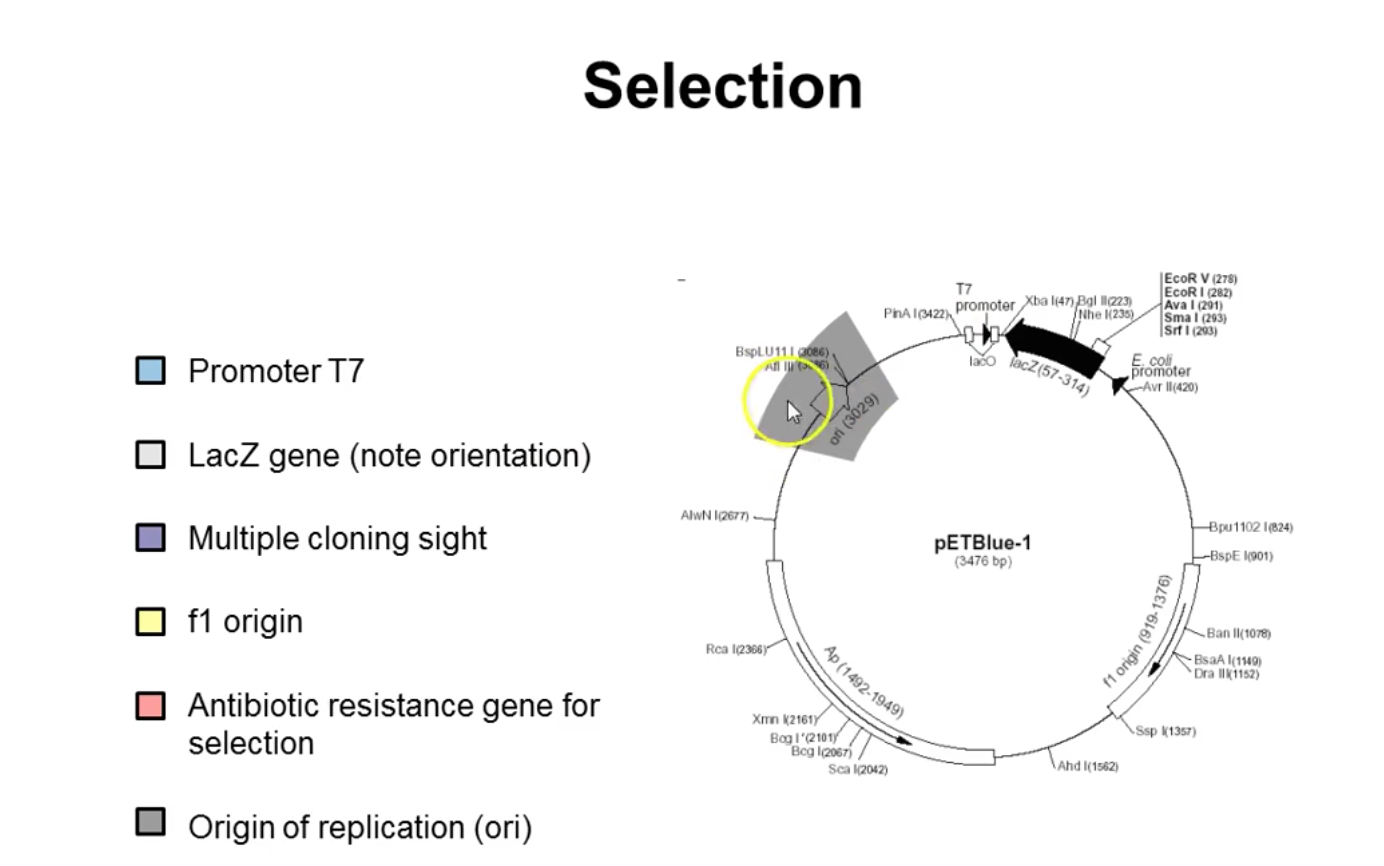 Selection
Promoter T7
LacZ gene (note orientation)
Multiple cloning sight
f1 origin
Antibiotic resistance gene for
selection
Origin of replication (ori)
T7
promoter
PinA I(3422)
Xba I(47)
Bgl II(223)
Nhe I(235)
EcoR V (278)
EcoR I (282)
Ava I (291)
Sma I (293)
Srf I (293)
lacO
lacZ(57-314)
E. coli
promoter
Avr II(420)
BspLU11 I (3086)
Afl III
ori (3029)
AlwN I(2677)
pETBlue-1
(3476 bp)
Bpu1102 I(824)
BspE I(901)
f1 origin (919-1376)
Ban II(1078)
BsaA I(1149)
Dra III(1152)
Ssp I(1357)
Ahd I(1562)
Rca I(2366)
Ap (1492-1949)
Xmn I(2161)
Bcg I'(2101)
Bcg I(2067)
Sca I(2042)